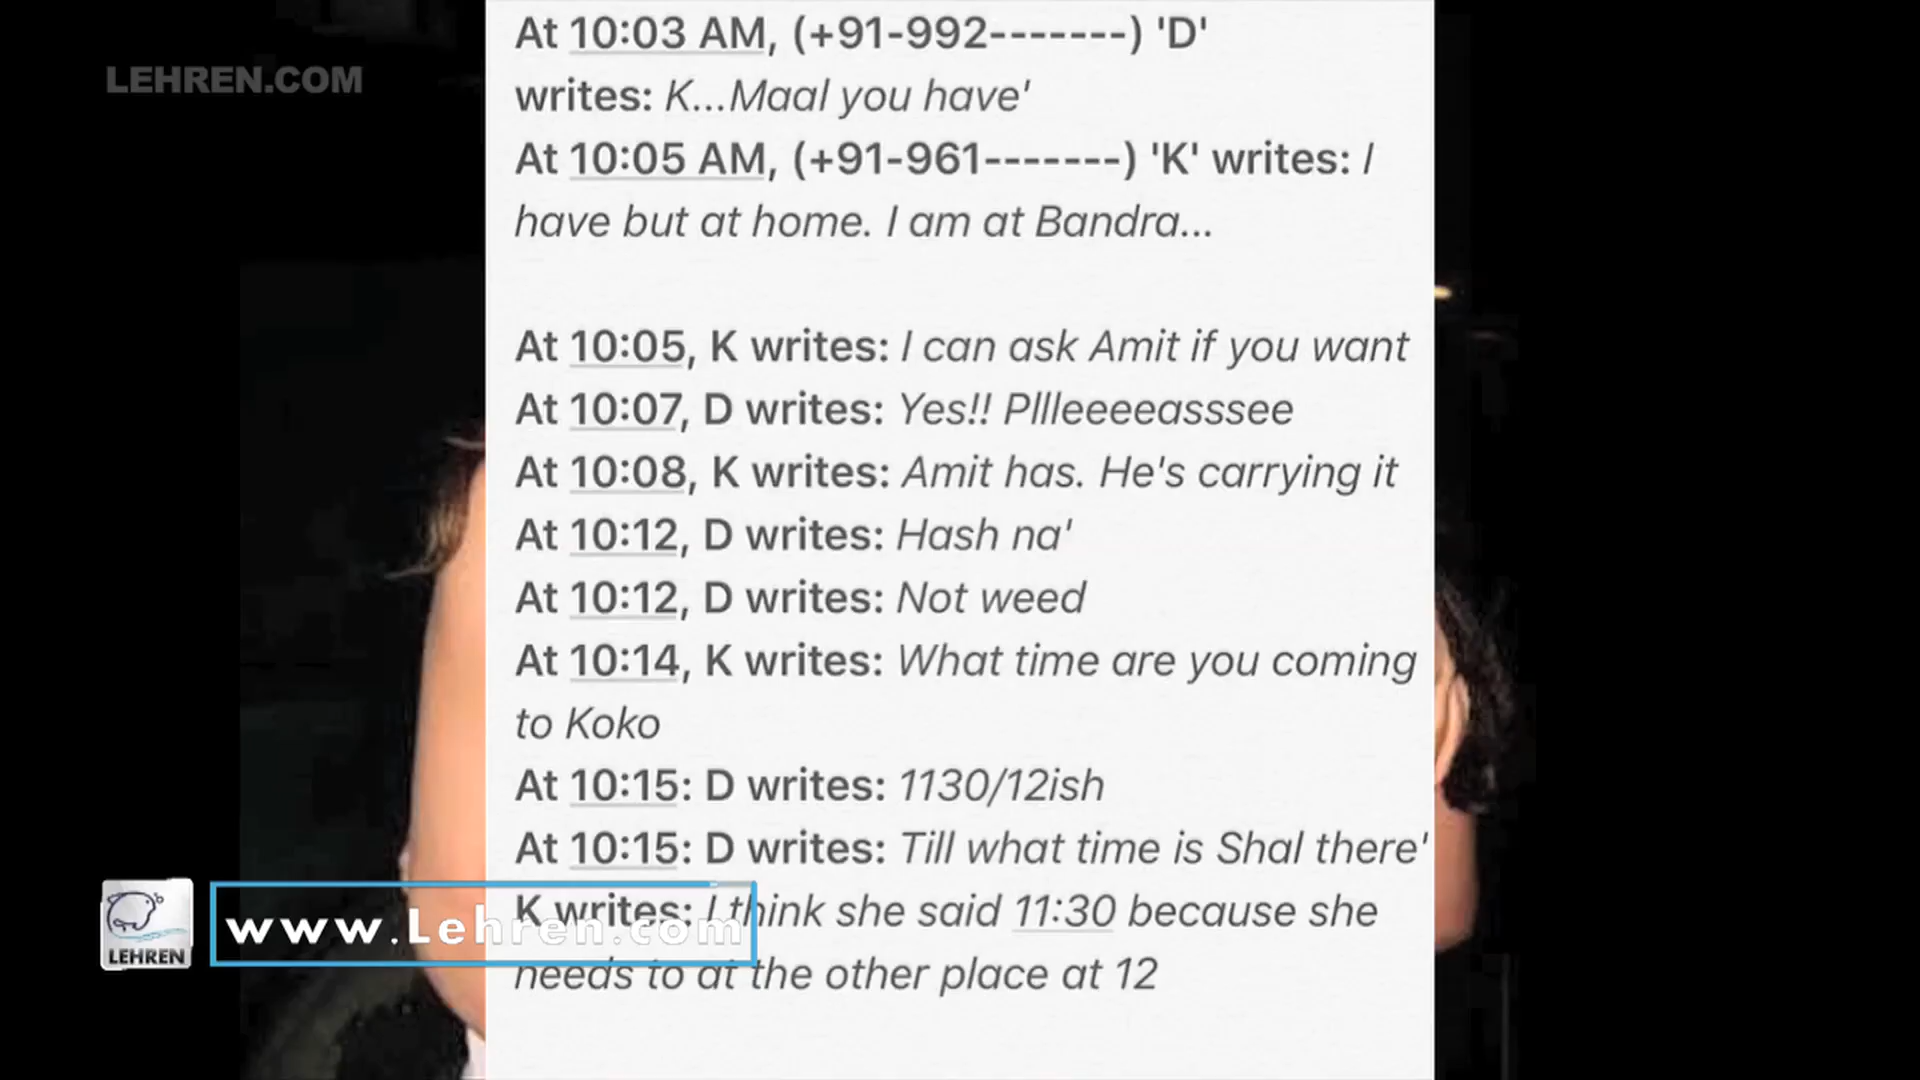 LEHREN.COM
At 10:03 AM, (+91-992-------) 'D'
writes: K...Maal you have'
At 10:05 AM, (+91-961-------) 'K' writes: I
have but at home. I am at Bandra...
At 10:05, K writes: I can ask Amit if you want
At 10:07, D writes: Yes!! Pllleeeeasssee
At 10:08, K writes: Amit has. He's carrying it
At 10:12, D writes: Hash na'
At 10:12, D writes: Not weed
At 10:14, K writes: What time are you coming
to Koko
At 10:15: D writes: 1130/12ish
At 10:15: D writes: Till what time is Shal there'
K writes: I think she said 11:30 because she
needs to at the other place at 12
www.Lehren.com
LEHREN